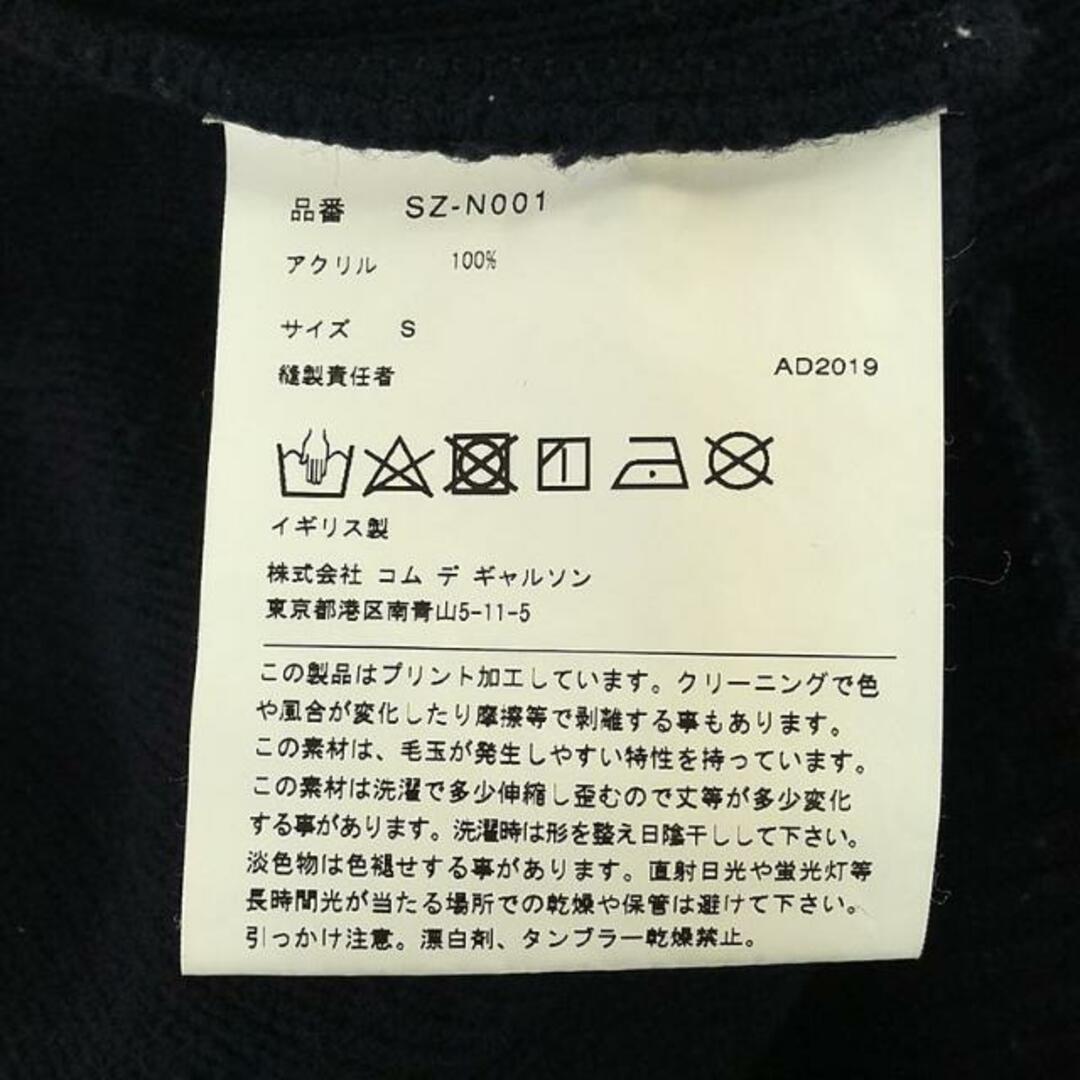 品番 SZ-N001
アクリル 100%
サイズ S
縫製責任者 AD2019
イギリス製
株式会社 コム デ ギャルソン
東京都港区南青山5-11-5
この製品はプリント加工しています。クリーニングで色
や風合が変化したり摩擦等で剥離する事もあります。
この素材は、毛玉が発生しやすい特性を持っています。
この素材は洗濯で多少伸縮し歪むので丈等が多少変化
する事があります。洗濯時は形を整え日陰干しして下さい。
淡色物は色褪せする事があります。直射日光や蛍光灯等
長時間光が当たる場所での乾燥や保管は避けて下さい。
引っかけ注意。漂白剤、タンブラー乾燥禁止。